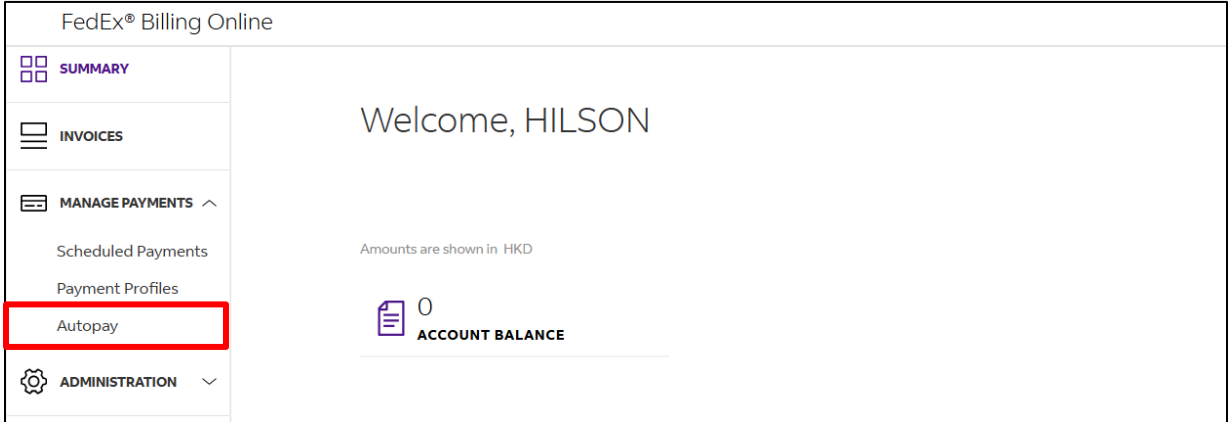 FedEx® Billing Online
SUMMARY
INVOICES
MANAGE PAYMENTS
Scheduled Payments
Payment Profiles
Autopay
ADMINISTRATION
Welcome, HILSON
Amounts are shown in HKD
0
ACCOUNT BALANCE